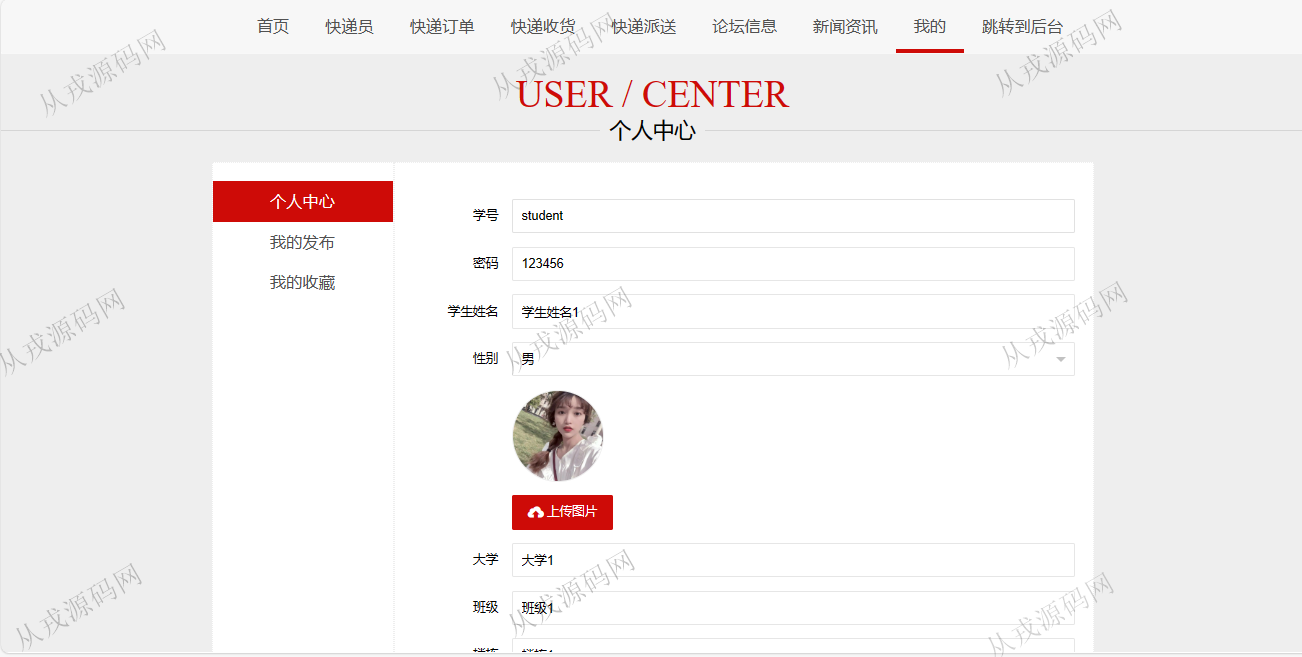 首页 快递员 快递订单 快递收货 快递派送 论坛信息 新闻资讯 我的 跳转到后台
从戎源码网 从戎源码网 从戎源码网
USER / CENTER
个人中心
个人中心
我的发布
我的收藏
学号 student
密码 123456
学生姓名 学生姓名1
性别 男
从戎源码网 从戎源码网 从戎源码网
上传图片
大学 大学1
班级 班级1
从戎源码网 从戎源码网 从戎源码网